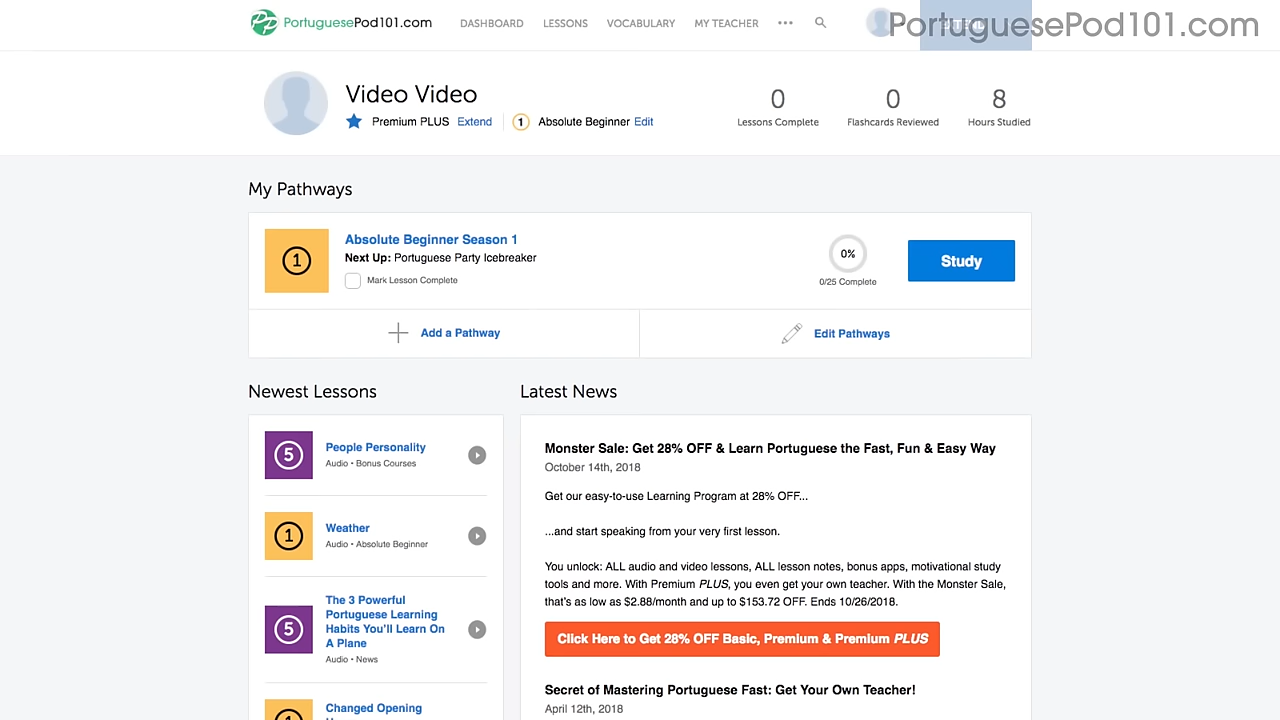 PortuguesePod101.com
DASHBOARD
LESSONS
VOCABULARY
MY TEACHER
PortuguesePod101.com
Video Video
Premium PLUS Extend
1 Absolute Beginner Edit
0
Lessons Complete
0
Flashcards Reviewed
8
Hours Studied
My Pathways
1
Absolute Beginner Season 1
Next Up: Portuguese Party Icebreaker
Mark Lesson Complete
0%
0/25 Complete
Study
Add a Pathway
Edit Pathways
Newest Lessons
5
People Personality
Audio • Bonus Courses
1
Weather
Audio • Absolute Beginner
5
The 3 Powerful
Portuguese Learning
Habits You'll Learn On
A Plane
Audio • News
1
Changed Opening
Latest News
Monster Sale: Get 28% OFF & Learn Portuguese the Fast, Fun & Easy Way
October 14th, 2018
Get our easy-to-use Learning Program at 28% OFF...
...and start speaking from your very first lesson.
You unlock: ALL audio and video lessons, ALL lesson notes, bonus apps, motivational study
tools and more. With Premium PLUS, you even get your own teacher. With the Monster Sale,
that's as low as $2.88/month and up to $153.72 OFF. Ends 10/26/2018.
Click Here to Get 28% OFF Basic, Premium & Premium PLUS
Secret of Mastering Portuguese Fast: Get Your Own Teacher!
April 12th, 2018